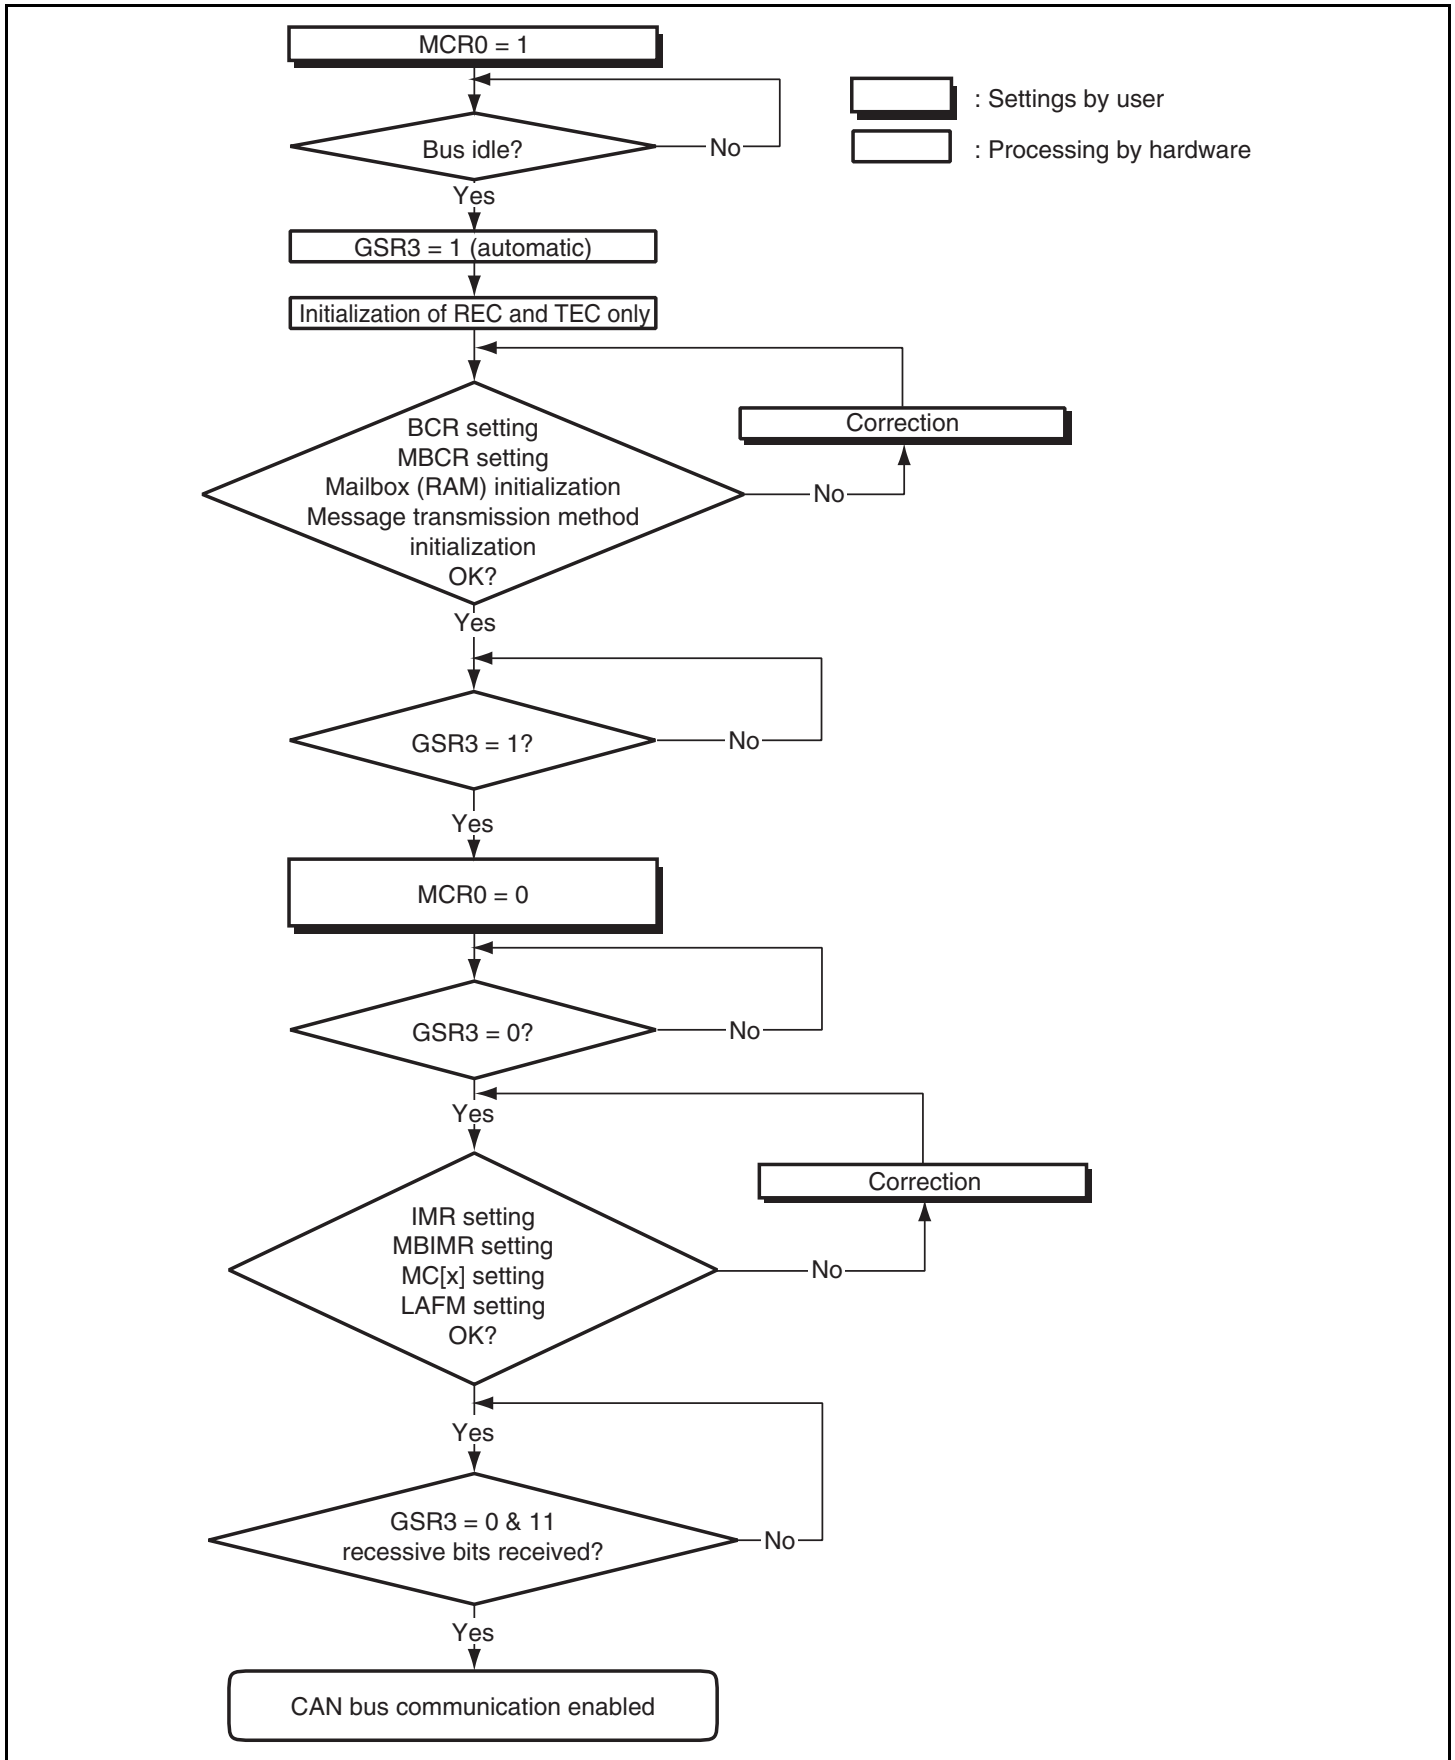 MCR0 = 1
: Settings by user
: Processing by hardware
Bus idle?
No
Yes
GSR3 = 1 (automatic)
Initialization of REC and TEC only
BCR setting
MBCR setting
Mailbox (RAM) initialization
Message transmission method
initialization
OK?
Correction
No
Yes
GSR3 = 1?
No
Yes
MCR0 = 0
GSR3 = 0?
No
Yes
IMR setting
MBIMR setting
MC[x] setting
LAFM setting
OK?
Correction
No
Yes
GSR3 = 0 & 11
recessive bits received?
No
Yes
CAN bus communication enabled